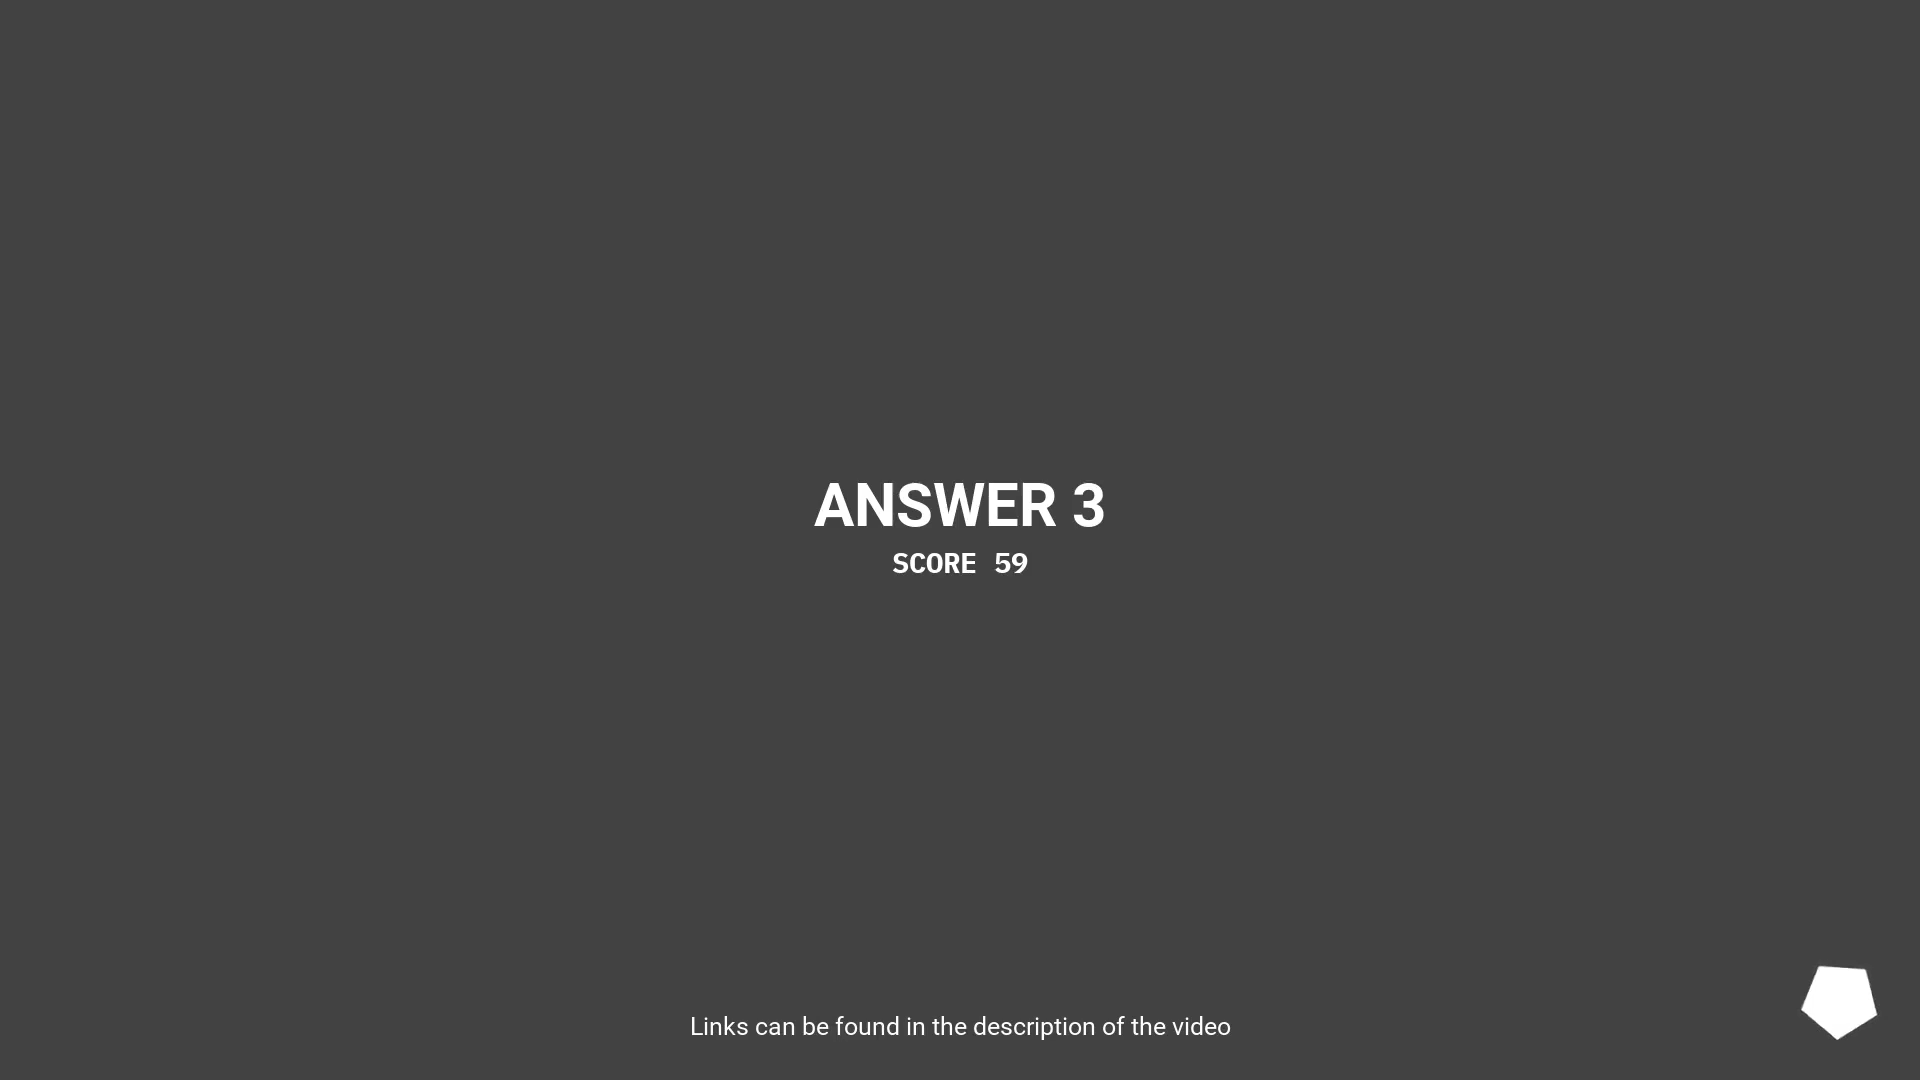 ANSWER 3
SCORE 59
Links can be found in the description of the video